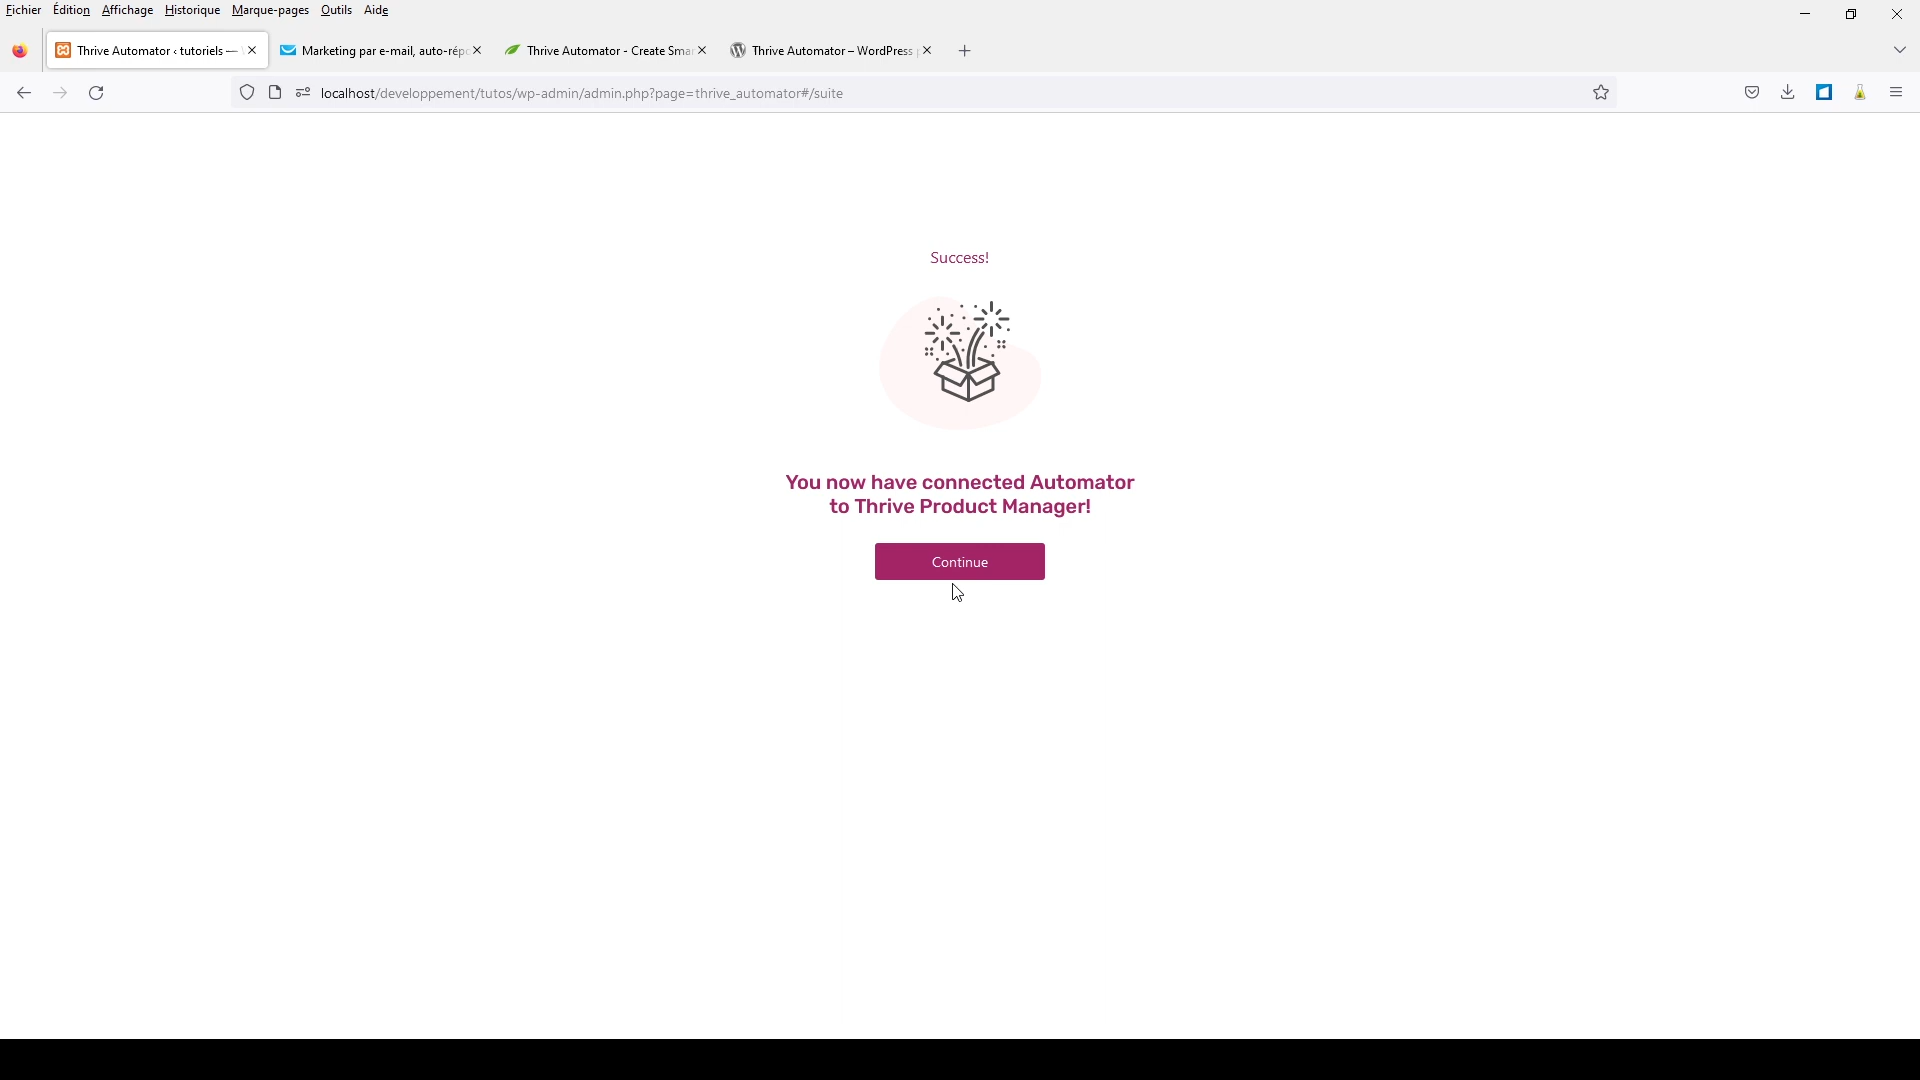 Fichier Édition Affichage Historique Marque-pages Outils Aide
Thrive Automator ‹ tutoriels —
Marketing par e-mail, auto-répo
Thrive Automator - Create Smar
Thrive Automator – WordPress
localhost/developpement/tutos/wp-admin/admin.php?page=thrive_automator#/suite
Success!
You now have connected Automator
to Thrive Product Manager!
Continue